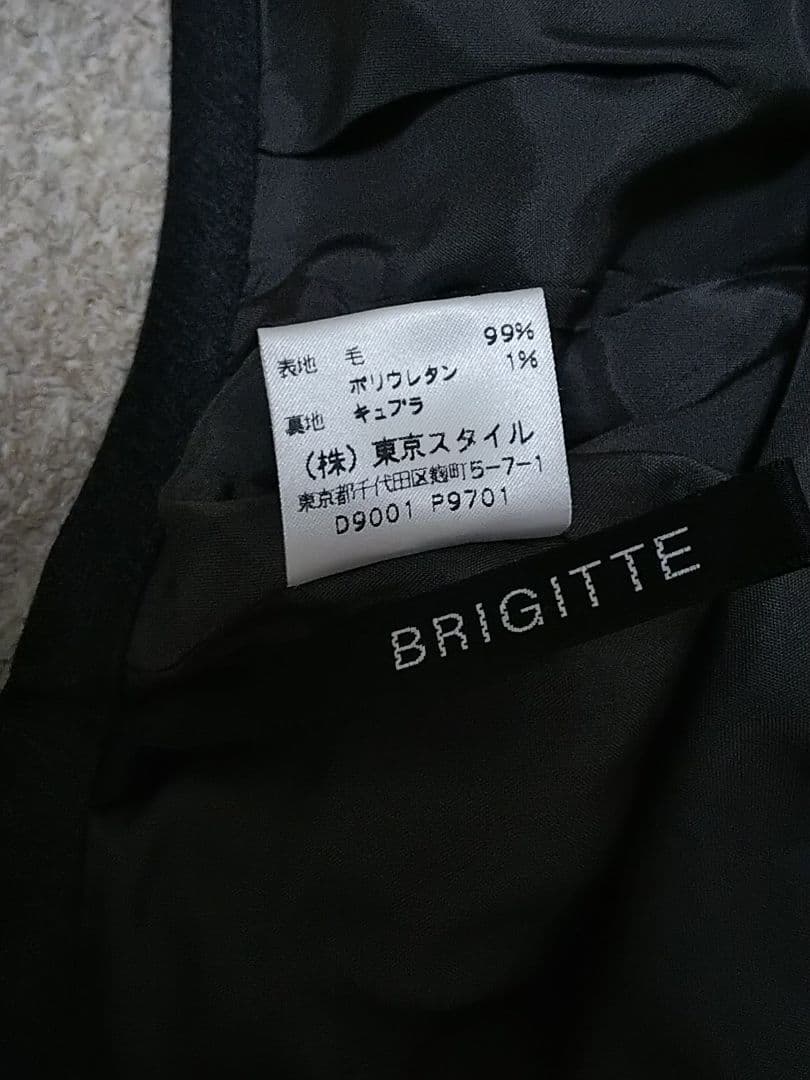 表地 毛 99%
ポリウレタン 1%
裏地 キュプラ
(株)東京スタイル
東京都千代田区麹町5-7-1
D9001 P9701
BRIGITTE